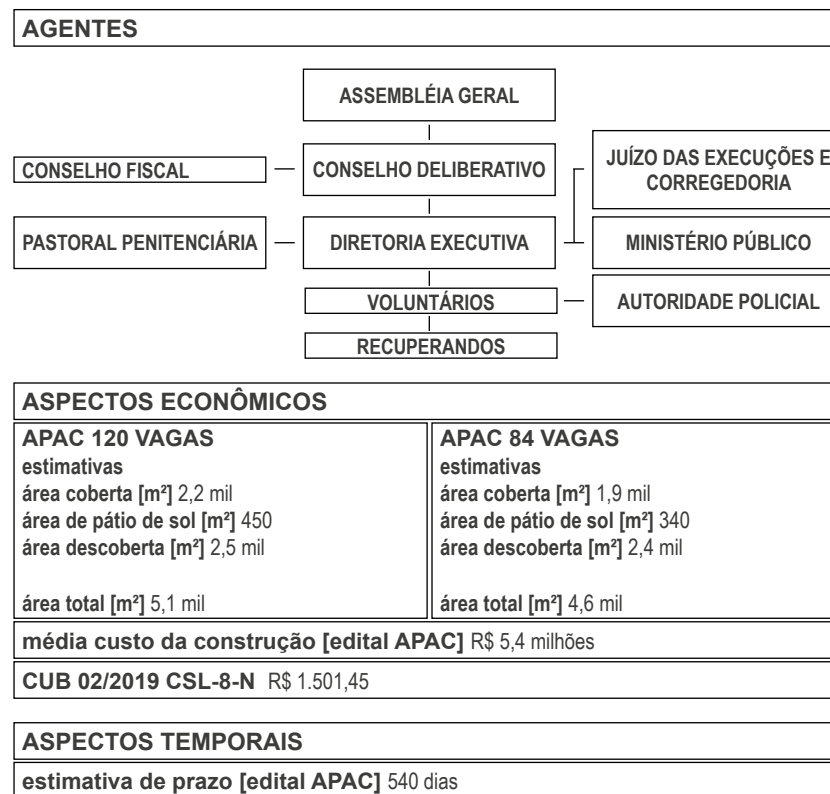 AGENTES
ASSEMBLÉIA GERAL
CONSELHO FISCAL
CONSELHO DELIBERATIVO
JUÍZO DAS EXECUÇÕES E
CORREGEDORIA
PASTORAL PENITENCIÁRIA
DIRETORIA EXECUTIVA
MINISTÉRIO PÚBLICO
VOLUNTÁRIOS
AUTORIDADE POLICIAL
RECUPERANDOS
ASPECTOS ECONÔMICOS
APAC 120 VAGAS
estimativas
área coberta [m²] 2,2 mil
área de pátio de sol [m²] 450
área descoberta [m²] 2,5 mil
área total [m²] 5,1 mil
APAC 84 VAGAS
estimativas
área coberta [m²] 1,9 mil
área de pátio de sol [m²] 340
área descoberta [m²] 2,4 mil
área total [m²] 4,6 mil
média custo da construção [edital APAC] R$ 5,4 milhões
CUB 02/2019 CSL-8-N R$ 1.501,45
ASPECTOS TEMPORAIS
estimativa de prazo [edital APAC] 540 dias